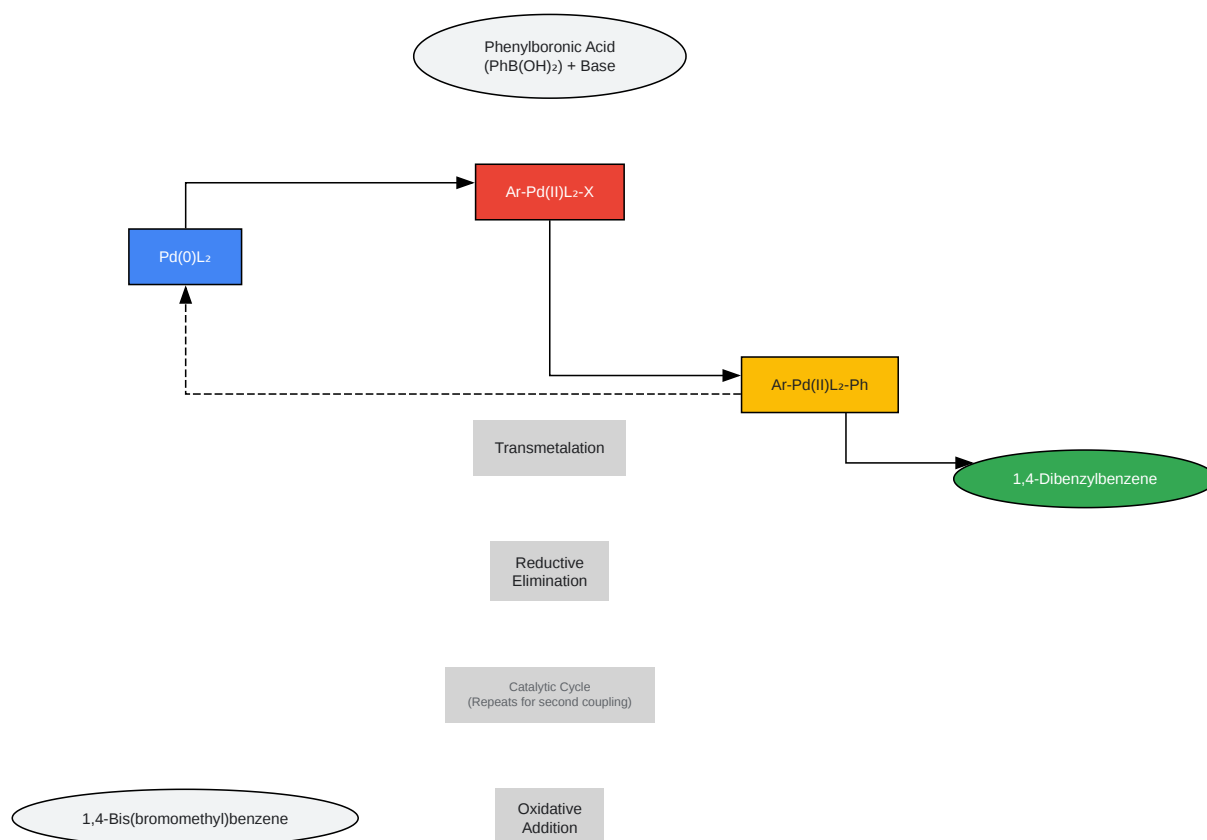 Phenylboronic Acid
(PhB(OH)₂) + Base
Ar-Pd(II)L₂-X
Pd(0)L₂
Ar-Pd(II)L₂-Ph
Transmetalation
1,4-Dibenzylbenzene
Reductive
Elimination
Catalytic Cycle
(Repeats for second coupling)
1,4-Bis(bromomethyl)benzene
Oxidative
Addition